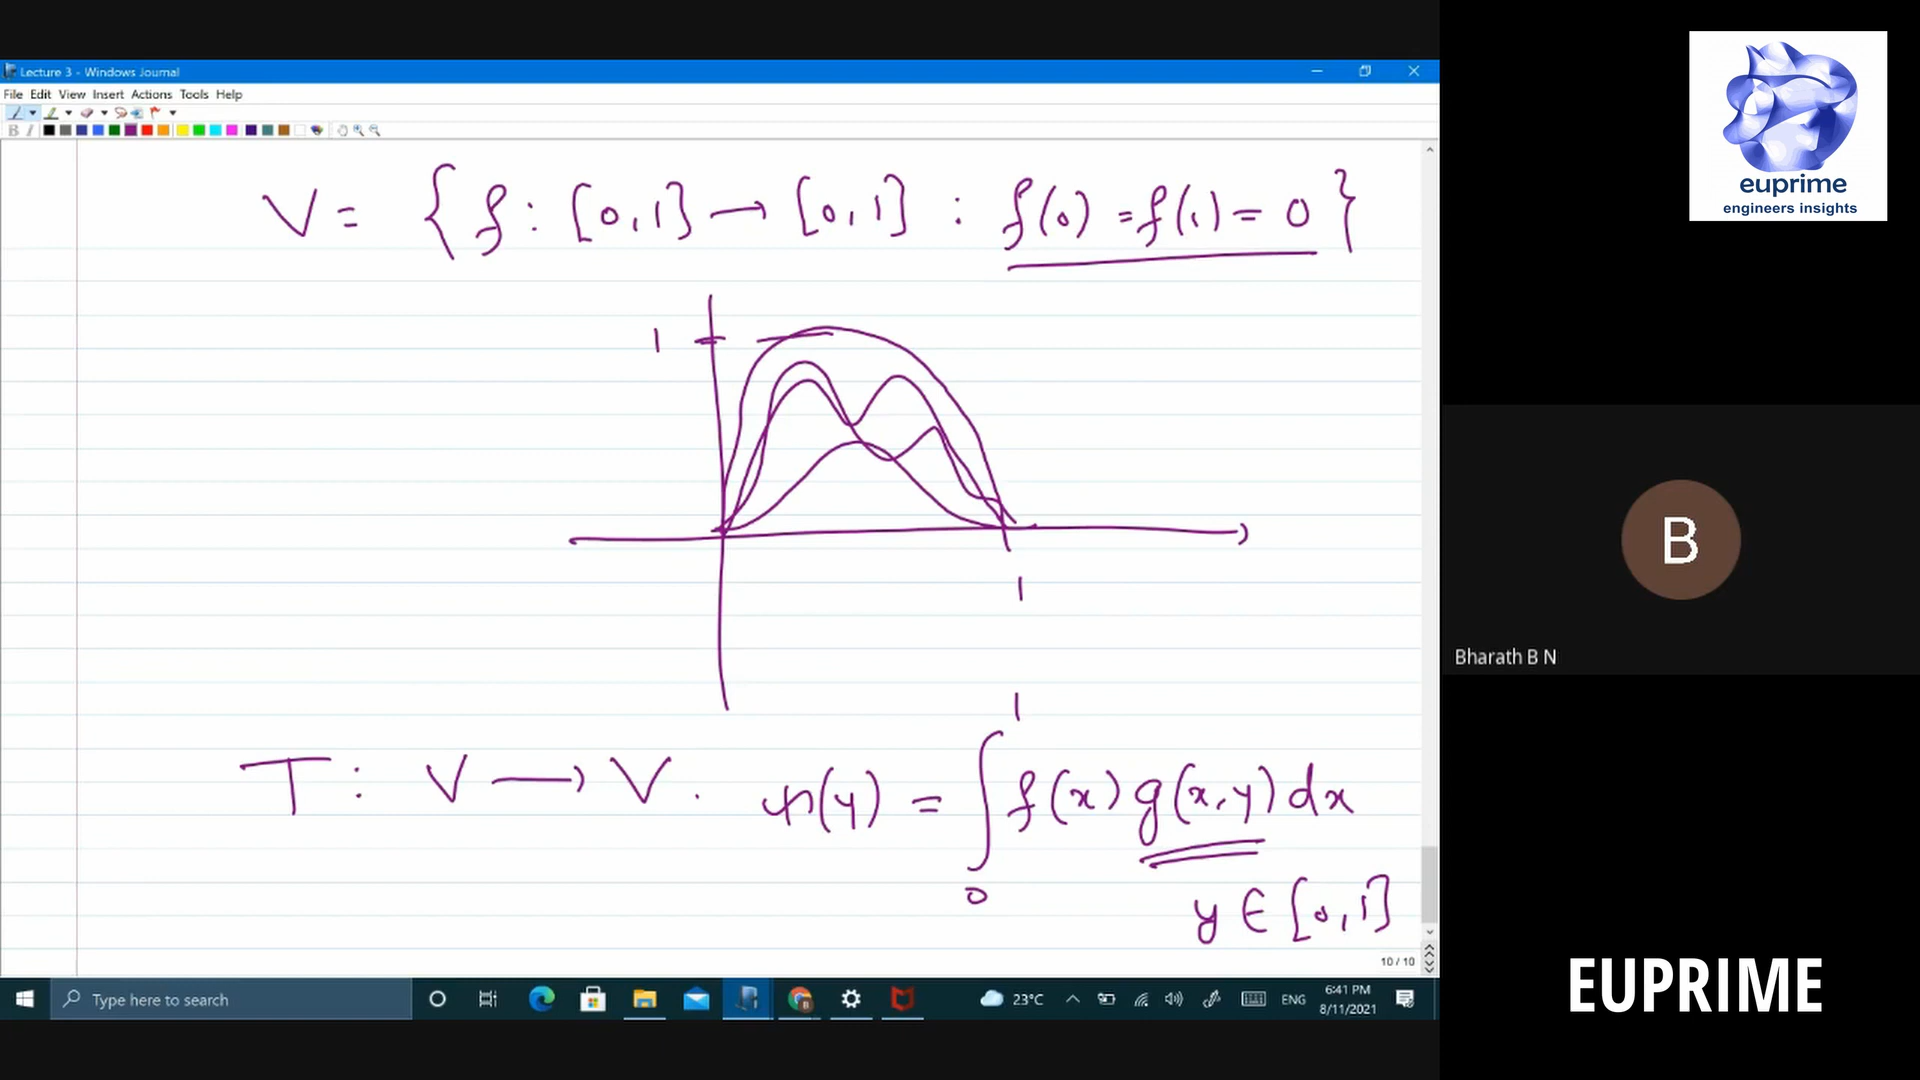 Lecture 3 - Windows Journal
File Edit View Insert Actions Tools Help
B I
V = { f : [0,1] → [0,1] : f(0) = f(1) = 0 }
1
1
T : V → V .
(y) = ∫₀¹ f(x) g(x,y) dx
y ∈ [0,1]
10 / 10
Type here to search
23°C
ENG
6:41 PM
8/11/2021
euprime
engineers insights
B
Bharath B N
EUPRIME